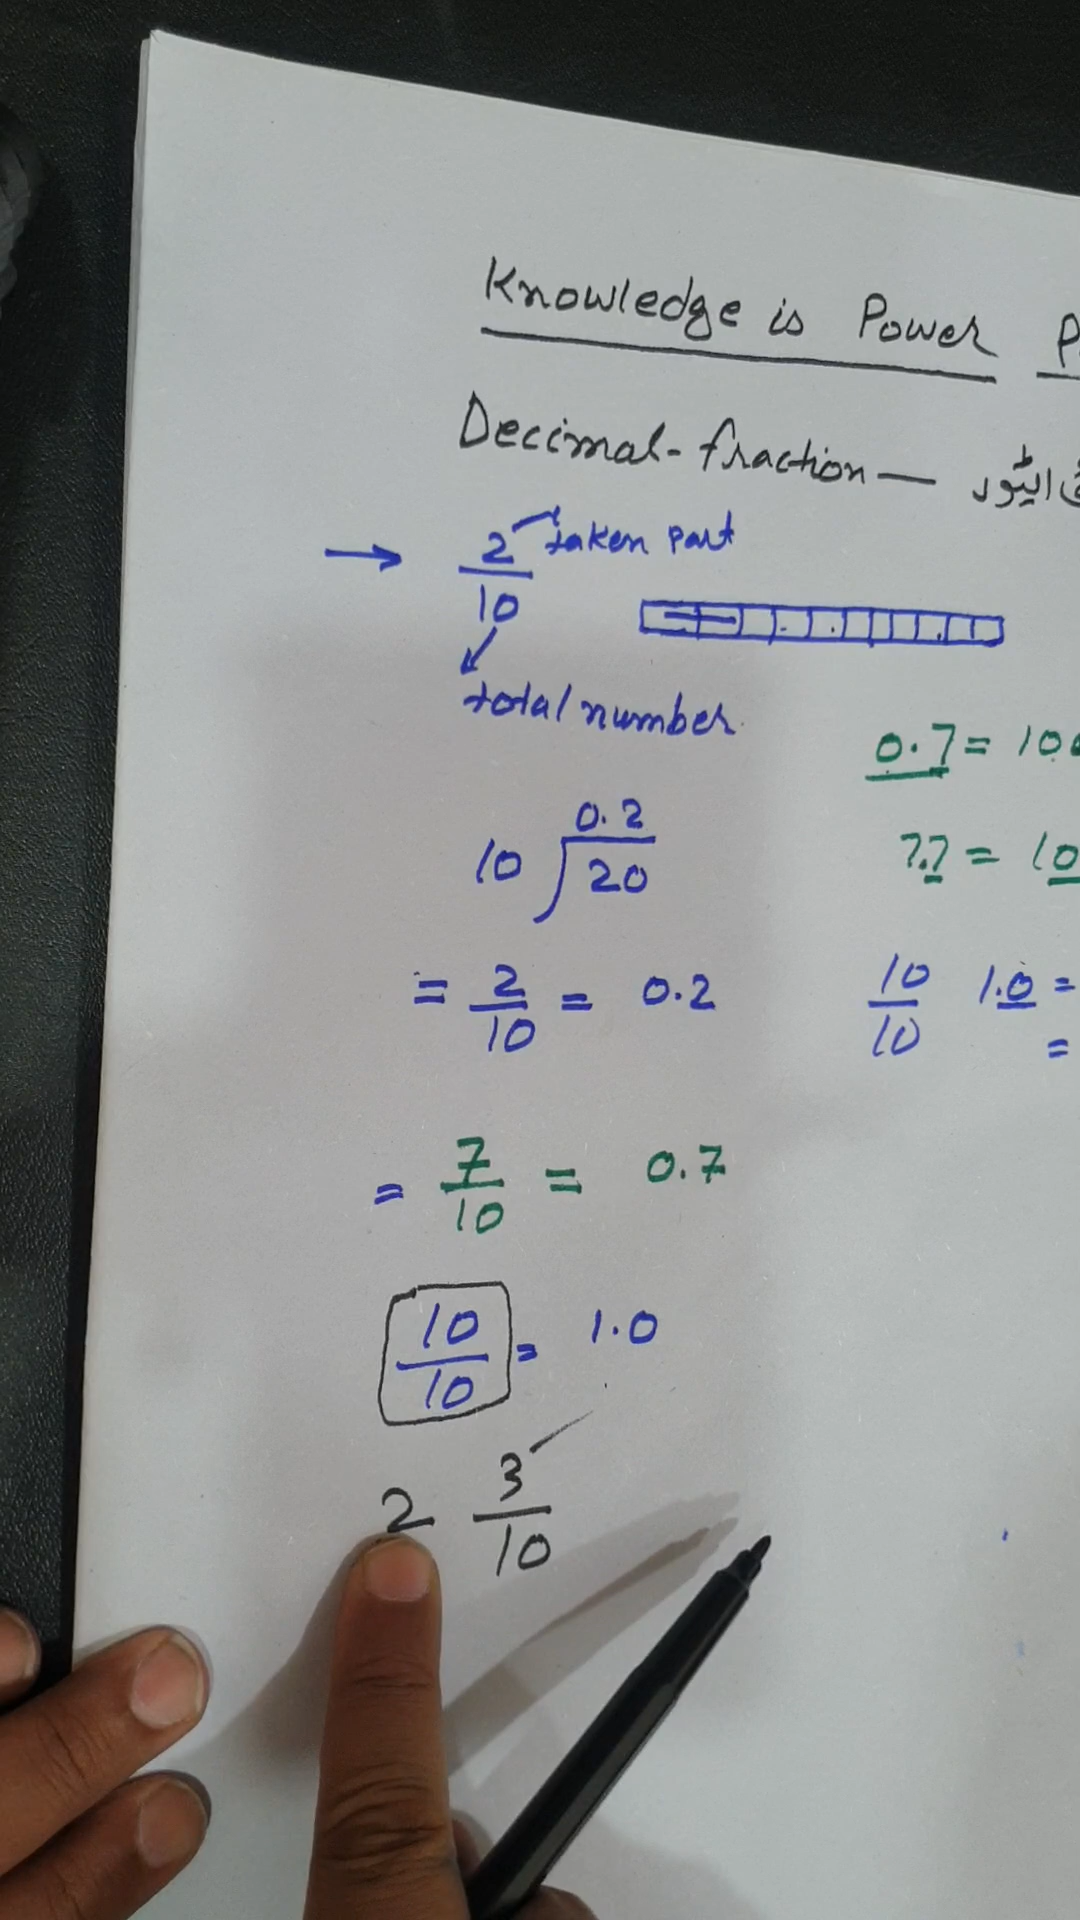 Knowledge is Power
Decimal-fraction —
→ 2/10 taken part
total number.
0.7 = 10
0.2
10 ⟌ 20
7.7 = 10
= 2/10 = 0.2
10/10 1.0 =
=
= 7/10 = 0.7
10/10 = 1.0
2 3/10